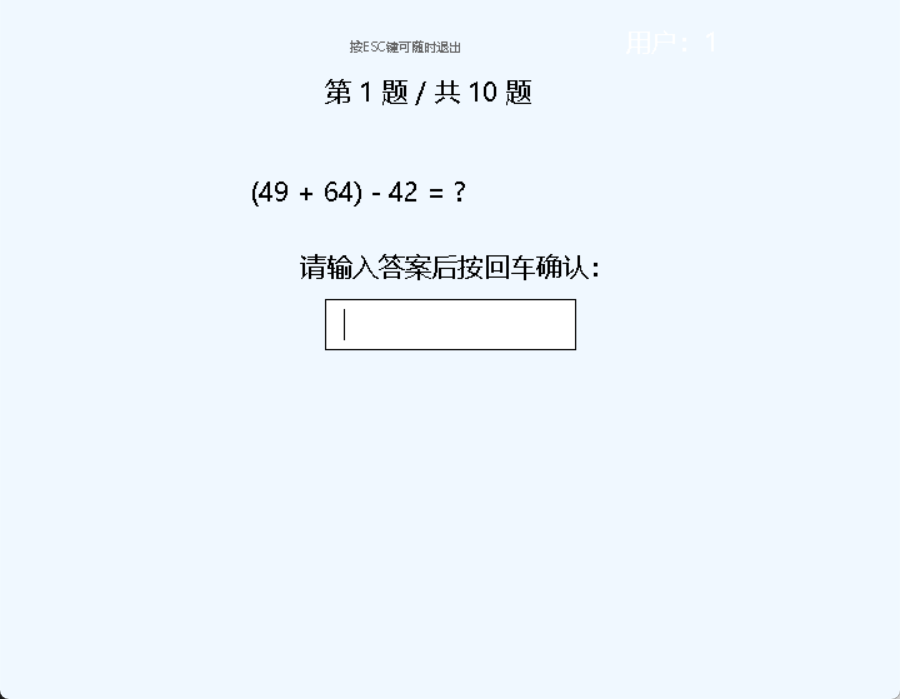 按ESC键可随时退出
用户：1
第 1 题 / 共 10 题
(49 + 64) - 42 = ?
请输入答案后按回车确认：